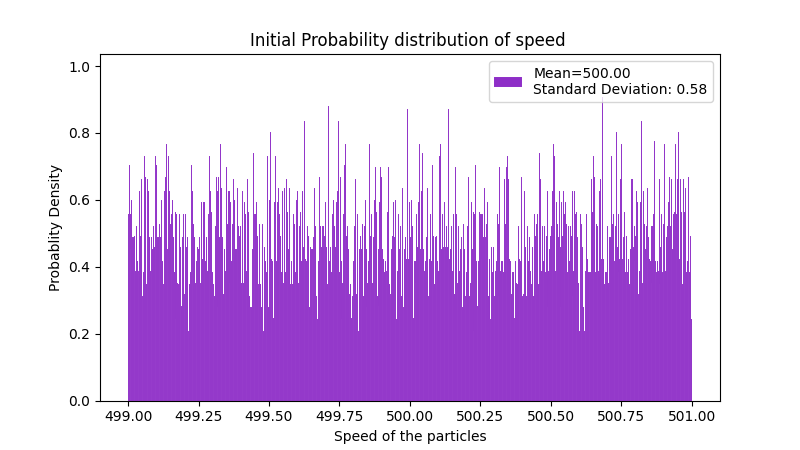 Initial Probability distribution of speed
Mean=500.00
Standard Deviation: 0.58
Probablity Density
1.0
0.8
0.6
0.4
0.2
0.0
499.00 499.25 499.50 499.75 500.00 500.25 500.50 500.75 501.00
Speed of the particles